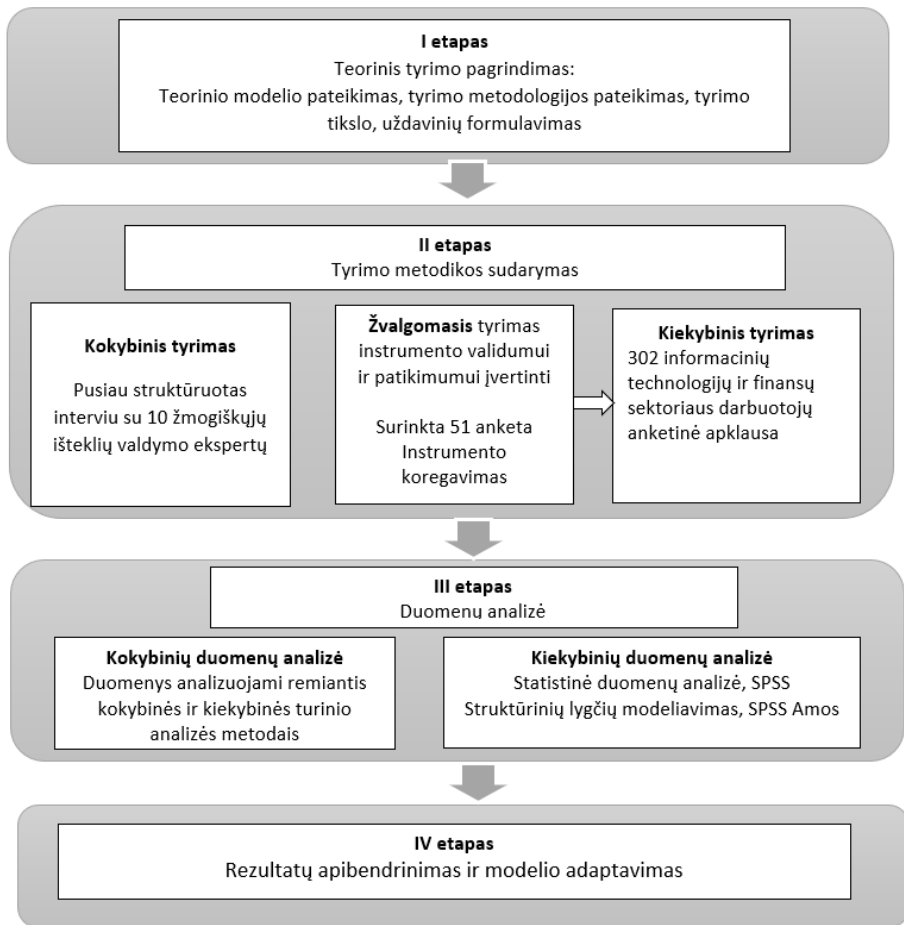 I etapas
Teorinis tyrimo pagrindimas:
Teorinio modelio pateikimas, tyrimo metodologijos pateikimas, tyrimo
tikslo, uždavinių formulavimas
II etapas
Tyrimo metodikos sudarymas
Kokybinis tyrimas
Pusiau struktūruotas
interviu su 10 žmogiškųjų
išteklių valdymo ekspertų
Žvalgomasis tyrimas
instrumento validumui
ir patikimumui įvertinti
Surinkta 51 anketa
Instrumento
koregavimas
Kiekybinis tyrimas
302 informacinių
technologijų ir finansų
sektoriaus darbuotojų
anketinė apklausa
III etapas
Duomenų analizė
Kokybinių duomenų analizė
Duomenys analizuojami remiantis
kokybinės ir kiekybinės turinio
analizės metodais
Kiekybinių duomenų analizė
Statistinė duomenų analizė, SPSS
Struktūrinių lygčių modeliavimas, SPSS Amos
IV etapas
Rezultatų apibendrinimas ir modelio adaptavimas